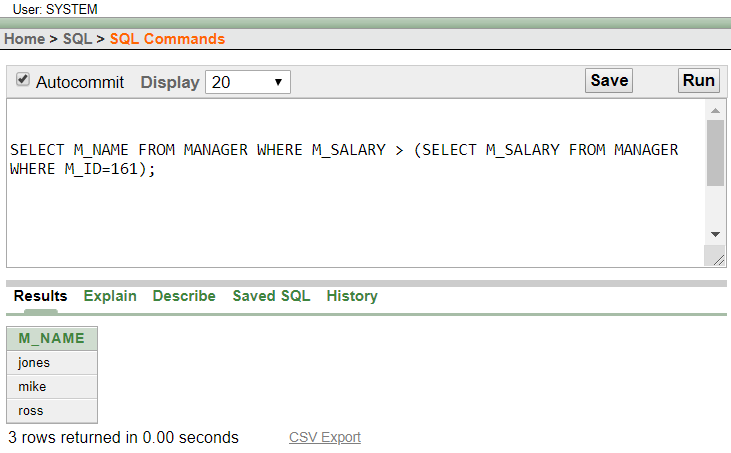 User: SYSTEM
Home > SQL > SQL Commands
Autocommit Display 20 Save Run
SELECT M_NAME FROM MANAGER WHERE M_SALARY > (SELECT M_SALARY FROM MANAGER
WHERE M_ID=161);
Results Explain Describe Saved SQL History
M_NAME
jones
mike
ross
3 rows returned in 0.00 seconds CSV Export